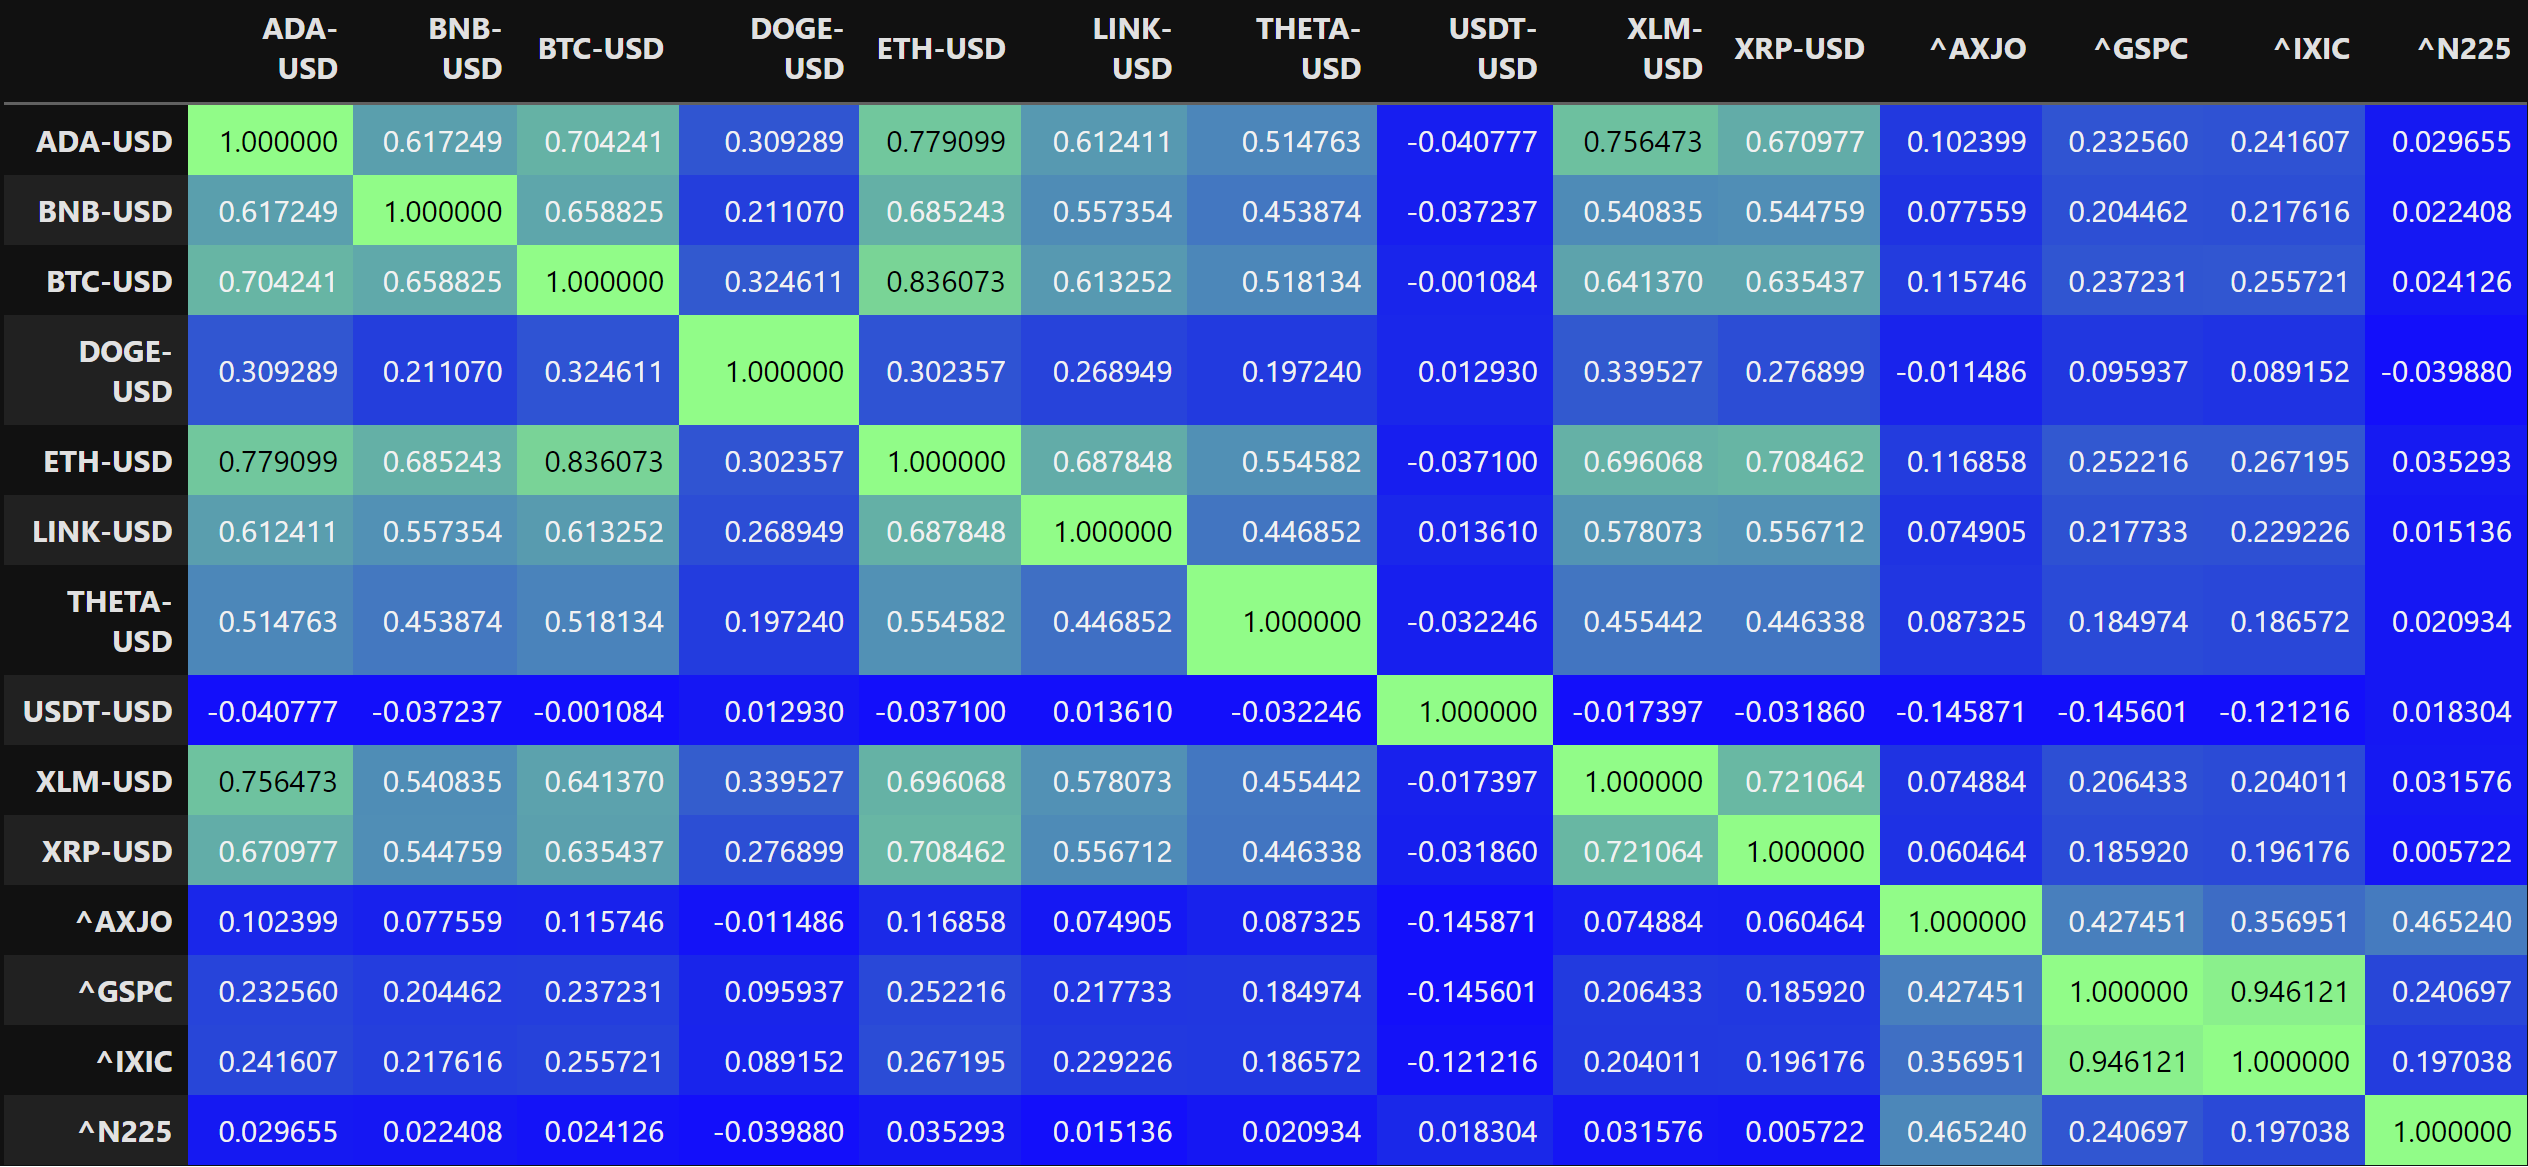 ADA-USD BNB-USD BTC-USD DOGE-USD ETH-USD LINK-USD THETA-USD USDT-USD XLM-USD XRP-USD ^AXJO ^GSPC ^IXIC ^N225
ADA-USD 1.000000 0.617249 0.704241 0.309289 0.779099 0.612411 0.514763 -0.040777 0.756473 0.670977 0.102399 0.232560 0.241607 0.029655
BNB-USD 0.617249 1.000000 0.658825 0.211070 0.685243 0.557354 0.453874 -0.037237 0.540835 0.544759 0.077559 0.204462 0.217616 0.022408
BTC-USD 0.704241 0.658825 1.000000 0.324611 0.836073 0.613252 0.518134 -0.001084 0.641370 0.635437 0.115746 0.237231 0.255721 0.024126
DOGE-USD 0.309289 0.211070 0.324611 1.000000 0.302357 0.268949 0.197240 0.012930 0.339527 0.276899 -0.011486 0.095937 0.089152 -0.039880
ETH-USD 0.779099 0.685243 0.836073 0.302357 1.000000 0.687848 0.554582 -0.037100 0.696068 0.708462 0.116858 0.252216 0.267195 0.035293
LINK-USD 0.612411 0.557354 0.613252 0.268949 0.687848 1.000000 0.446852 0.013610 0.578073 0.556712 0.074905 0.217733 0.229226 0.015136
THETA-USD 0.514763 0.453874 0.518134 0.197240 0.554582 0.446852 1.000000 -0.032246 0.455442 0.446338 0.087325 0.184974 0.186572 0.020934
USDT-USD -0.040777 -0.037237 -0.001084 0.012930 -0.037100 0.013610 -0.032246 1.000000 -0.017397 -0.031860 -0.145871 -0.145601 -0.121216 0.018304
XLM-USD 0.756473 0.540835 0.641370 0.339527 0.696068 0.578073 0.455442 -0.017397 1.000000 0.721064 0.074884 0.206433 0.204011 0.031576
XRP-USD 0.670977 0.544759 0.635437 0.276899 0.708462 0.556712 0.446338 -0.031860 0.721064 1.000000 0.060464 0.185920 0.196176 0.005722
^AXJO 0.102399 0.077559 0.115746 -0.011486 0.116858 0.074905 0.087325 -0.145871 0.074884 0.060464 1.000000 0.427451 0.356951 0.465240
^GSPC 0.232560 0.204462 0.237231 0.095937 0.252216 0.217733 0.184974 -0.145601 0.206433 0.185920 0.427451 1.000000 0.946121 0.240697
^IXIC 0.241607 0.217616 0.255721 0.089152 0.267195 0.229226 0.186572 -0.121216 0.204011 0.196176 0.356951 0.946121 1.000000 0.197038
^N225 0.029655 0.022408 0.024126 -0.039880 0.035293 0.015136 0.020934 0.018304 0.031576 0.005722 0.465240 0.240697 0.197038 1.000000